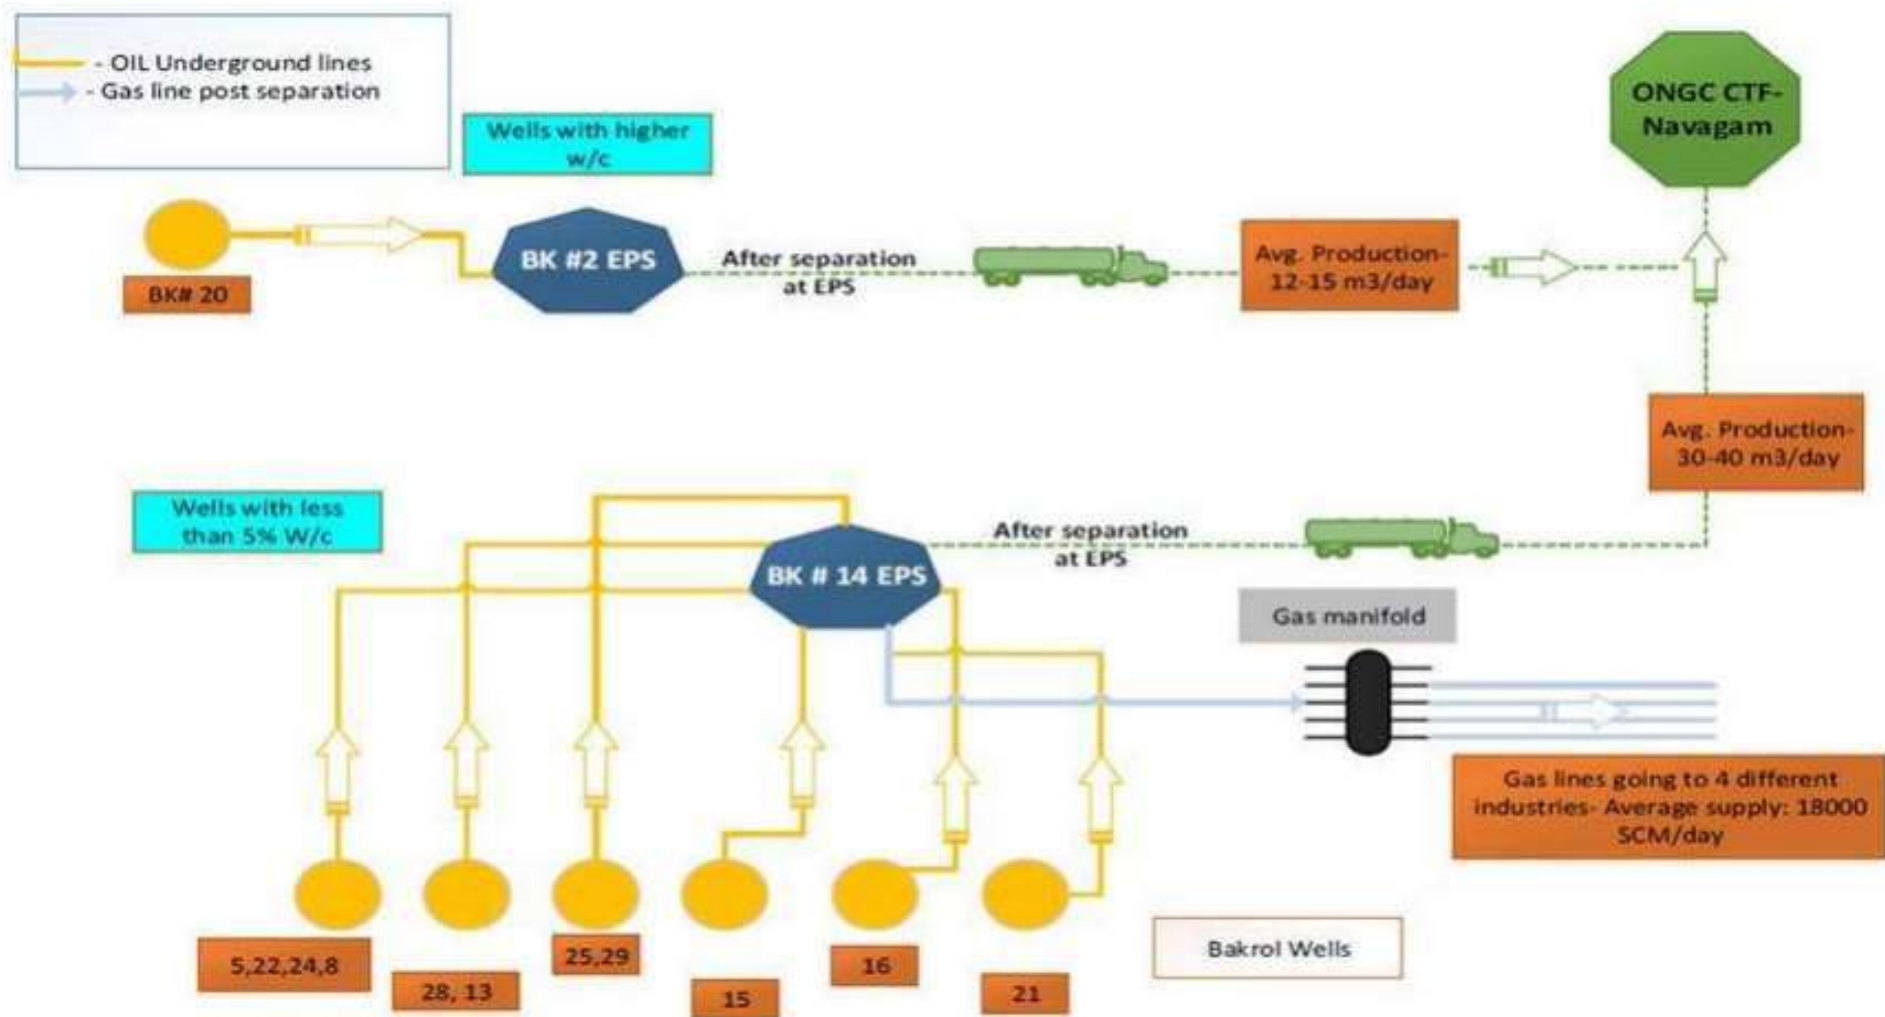 - OIL Underground lines
- Gas line post separation
Wells with higher
w/c
ONGC CTF-
Navagam
BK# 20
BK #2 EPS
After separation
at EPS
Avg. Production-
12-15 m3/day
Avg. Production-
30-40 m3/day
Wells with less
than 5% W/c
BK # 14 EPS
After separation
at EPS
Gas manifold
Gas lines going to 4 different
industries- Average supply: 18000
SCM/day
5,22,24,8
28, 13
25,29
15
16
21
Bakrol Wells